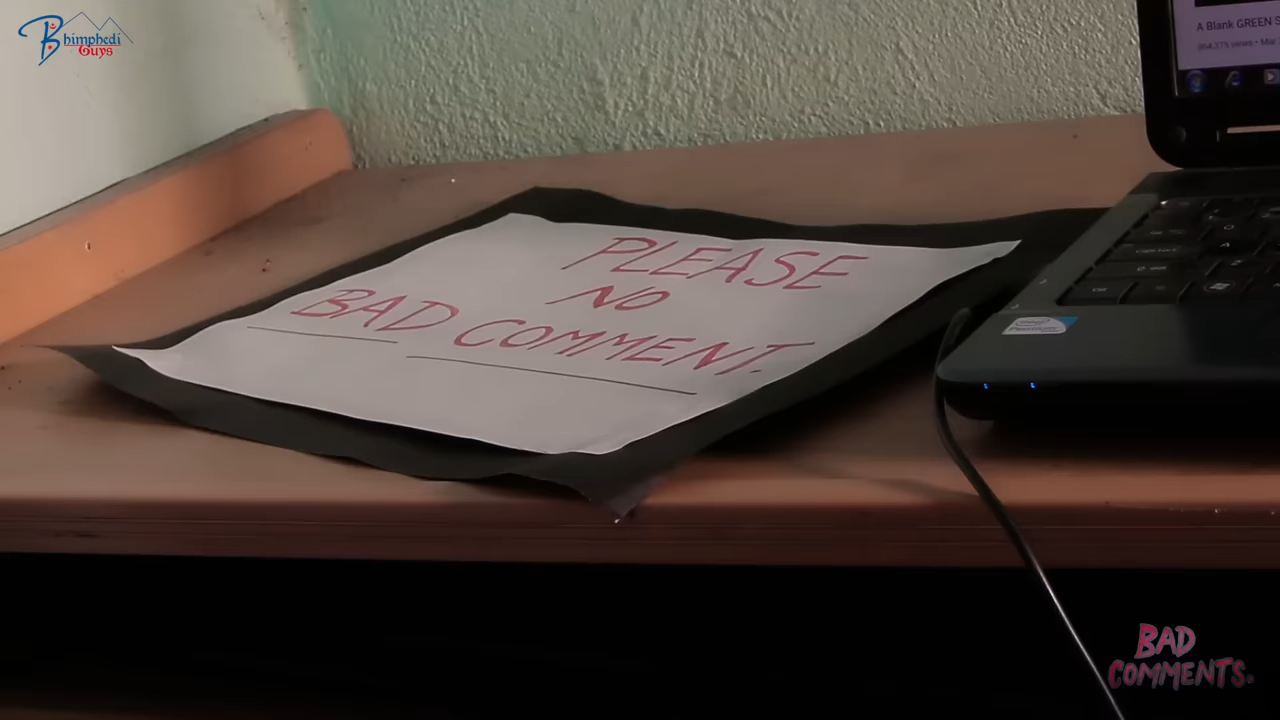 Bhimphedi
Guys
A Blank GREEN S
PLEASE
NO
BAD COMMENT.
BAD
COMMENTS.